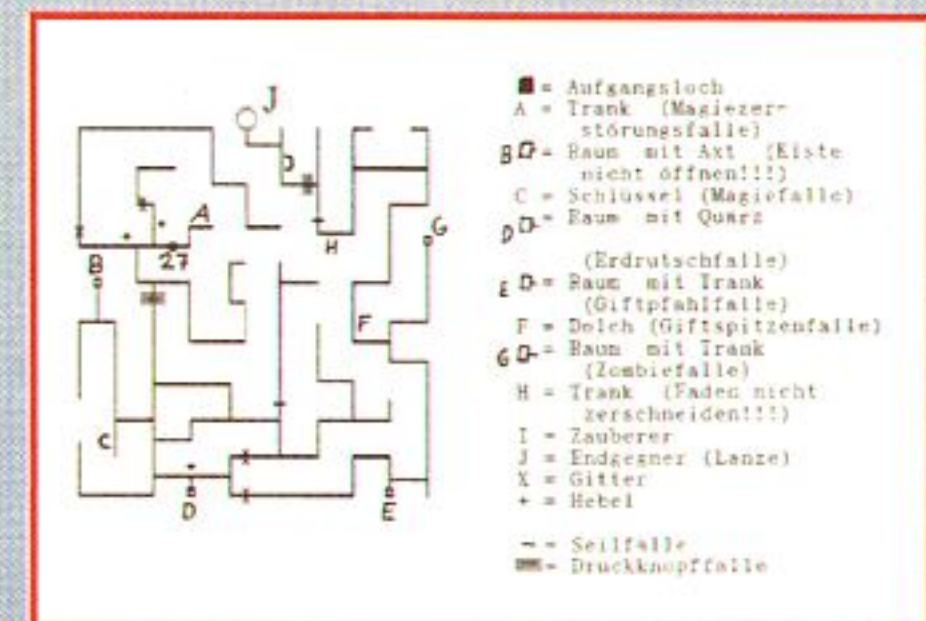 J
A
G
H
27
B
F
C
D
E
= Aufgangsloch
A = Trank (Magiezer-
störungsfalle)
B = Raum mit Axt (Kiste
nicht öffnen!!!)
C = Schlüssel (Magiefalle)
D = Raum mit Quarz
(Erdrutschfalle)
E = Raum mit Trank
(Giftpfahlfalle)
F = Dolch (Giftspitzenfalle)
G = Raum mit Trank
(Zombiefalle)
H = Trank (Faden nicht
zerschneiden!!!)
I = Zauberer
J = Endgegner (Lanze)
X = Gitter
+ = Hebel
= Seilfalle
= Druckknopffalle